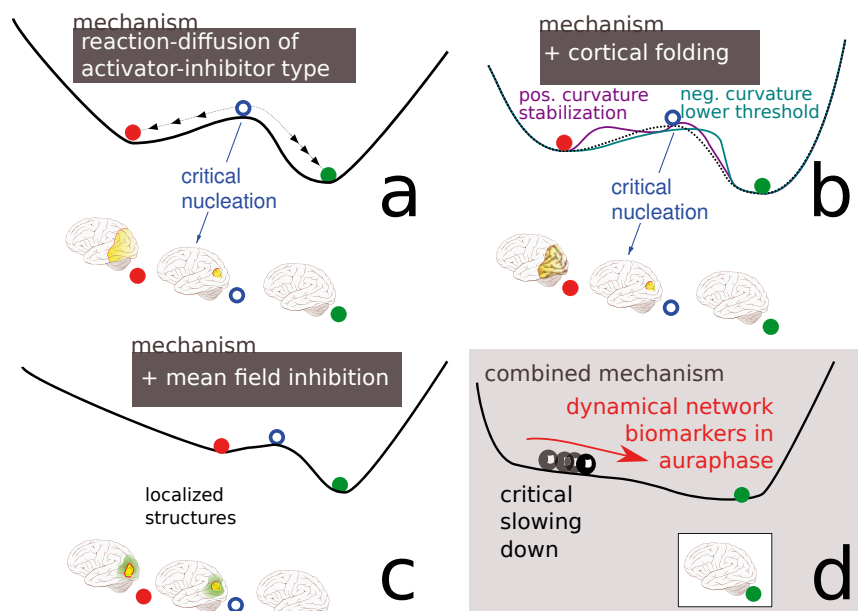 mechanism
reaction-diffusion of
activator-inhibitor type
critical
nucleation
a
mechanism
+ cortical folding
pos. curvature
stabilization
neg. curvature
lower threshold
critical
nucleation
b
mechanism
+ mean field inhibition
localized
structures
c
combined mechanism
dynamical network
biomarkers in
auraphase
critical
slowing
down
d